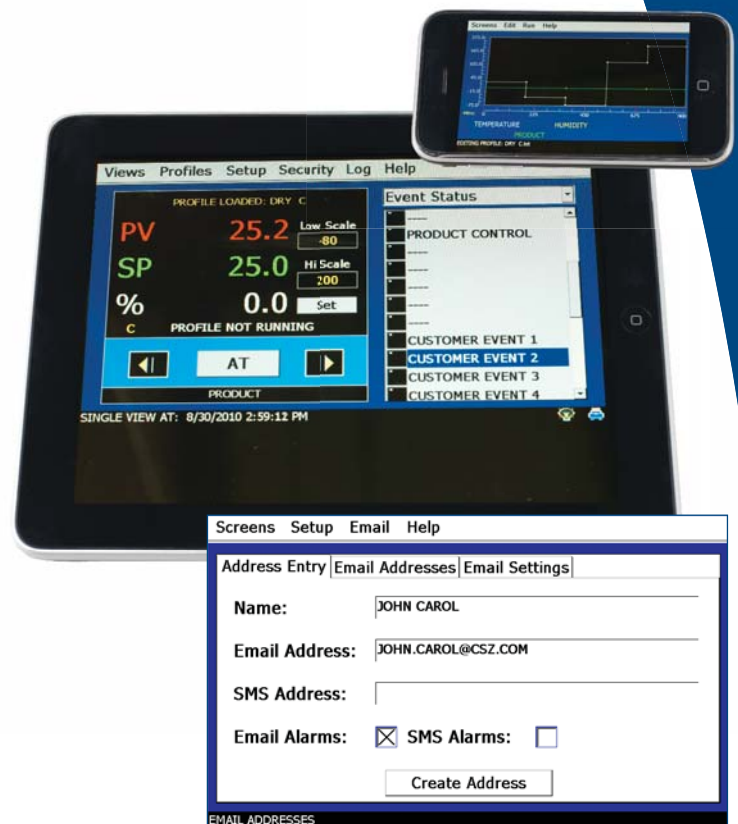 Screens Edit Run Help
TEMPERATURE HUMIDITY
PRODUCT
EDITING PROFILE: DRY C.txt
Views Profiles Setup Security Log Help
PROFILE LOADED: DRY C
PV 25.2 Low Scale
-80
SP 25.0 Hi Scale
200
% 0.0 Set
C PROFILE NOT RUNNING
AT
PRODUCT
Event Status
----
PRODUCT CONTROL
----
----
----
----
----
CUSTOMER EVENT 1
CUSTOMER EVENT 2
CUSTOMER EVENT 3
CUSTOMER EVENT 4
SINGLE VIEW AT: 8/30/2010 2:59:12 PM
Screens Setup Email Help
Address Entry Email Addresses Email Settings
Name: JOHN CAROL
Email Address: JOHN.CAROL@CSZ.COM
SMS Address:
Email Alarms: SMS Alarms:
Create Address
EMAIL ADDRESSES